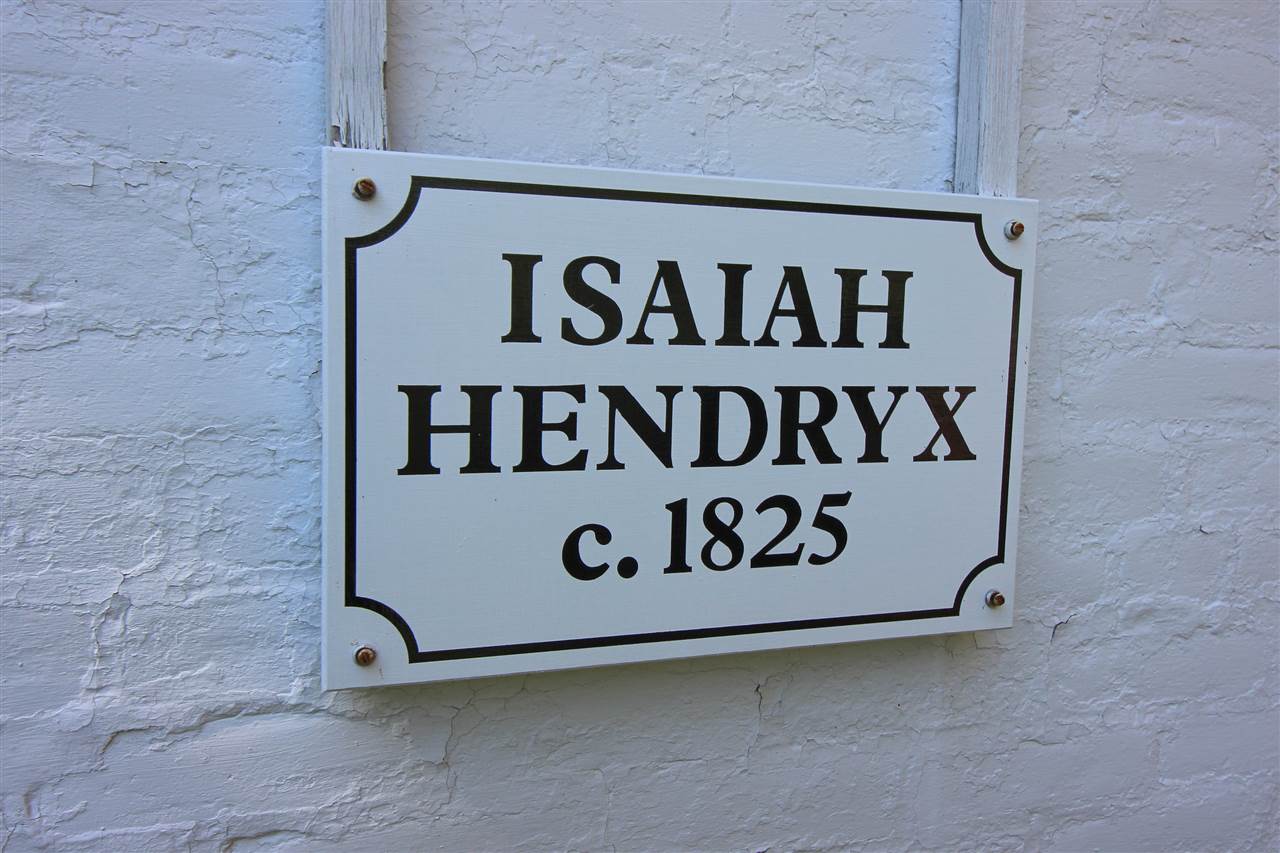 ISAIAH
HENDRYX
c. 1825